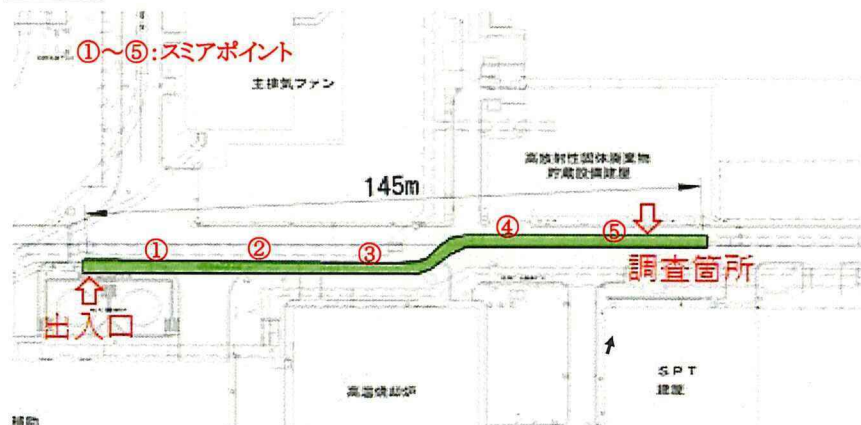 ①～⑤:スミアポイント
主排気ファン
高放射性固体廃棄物
貯蔵設備建屋
145m
①
②
③
④
⑤
調査箇所
出入口
高温焼却炉
SPT
建屋
補助